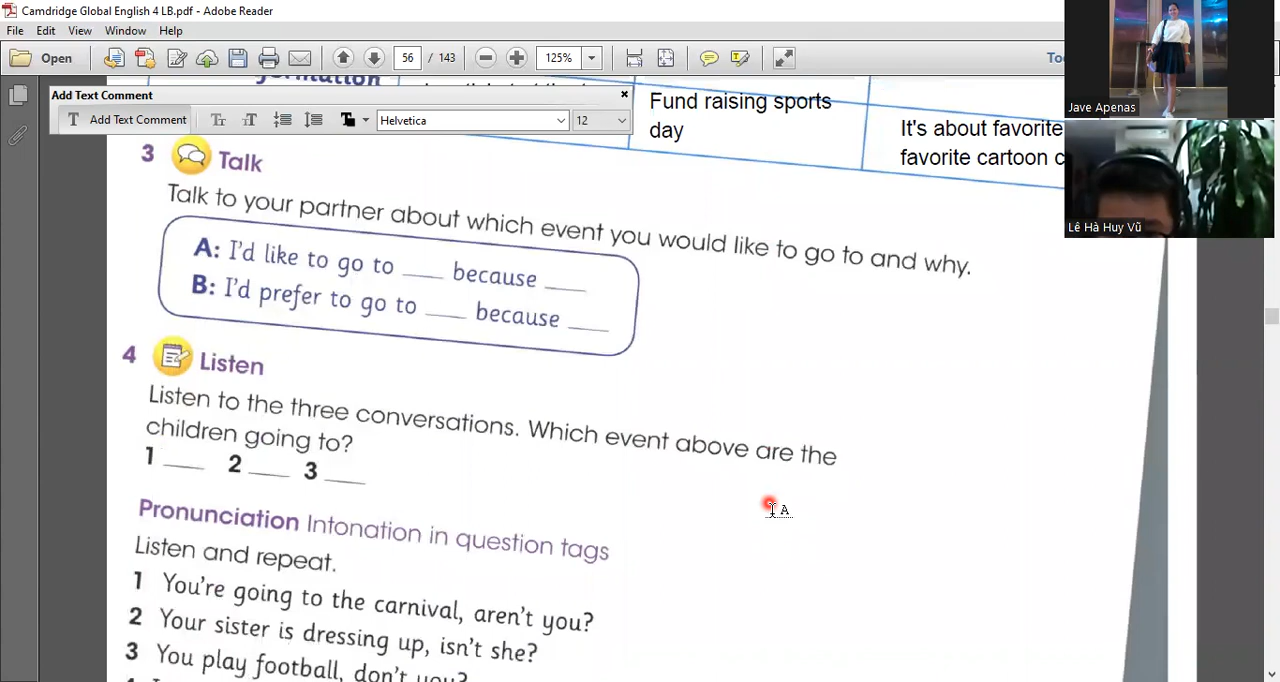 Camdridge Global English 4 LB.pdf - Adobe Reader
File Edit View Window Help
Open 56 / 143 125%
Add Text Comment
Add Text Comment Helvetica 12
Fund raising sports
day
It's about favorite
favorite cartoon c
Jave Apenas
Lê Hà Huy Vũ
3 Talk
Talk to your partner about which event you would like to go to and why.
A: I'd like to go to ___ because ___
B: I'd prefer to go to ___ because ___
4 Listen
Listen to the three conversations. Which event above are the
children going to?
1 ___ 2 ___ 3 ___
A
Pronunciation Intonation in question tags
Listen and repeat.
1 You're going to the carnival, aren't you?
2 Your sister is dressing up, isn't she?
3 You play football, don't you?